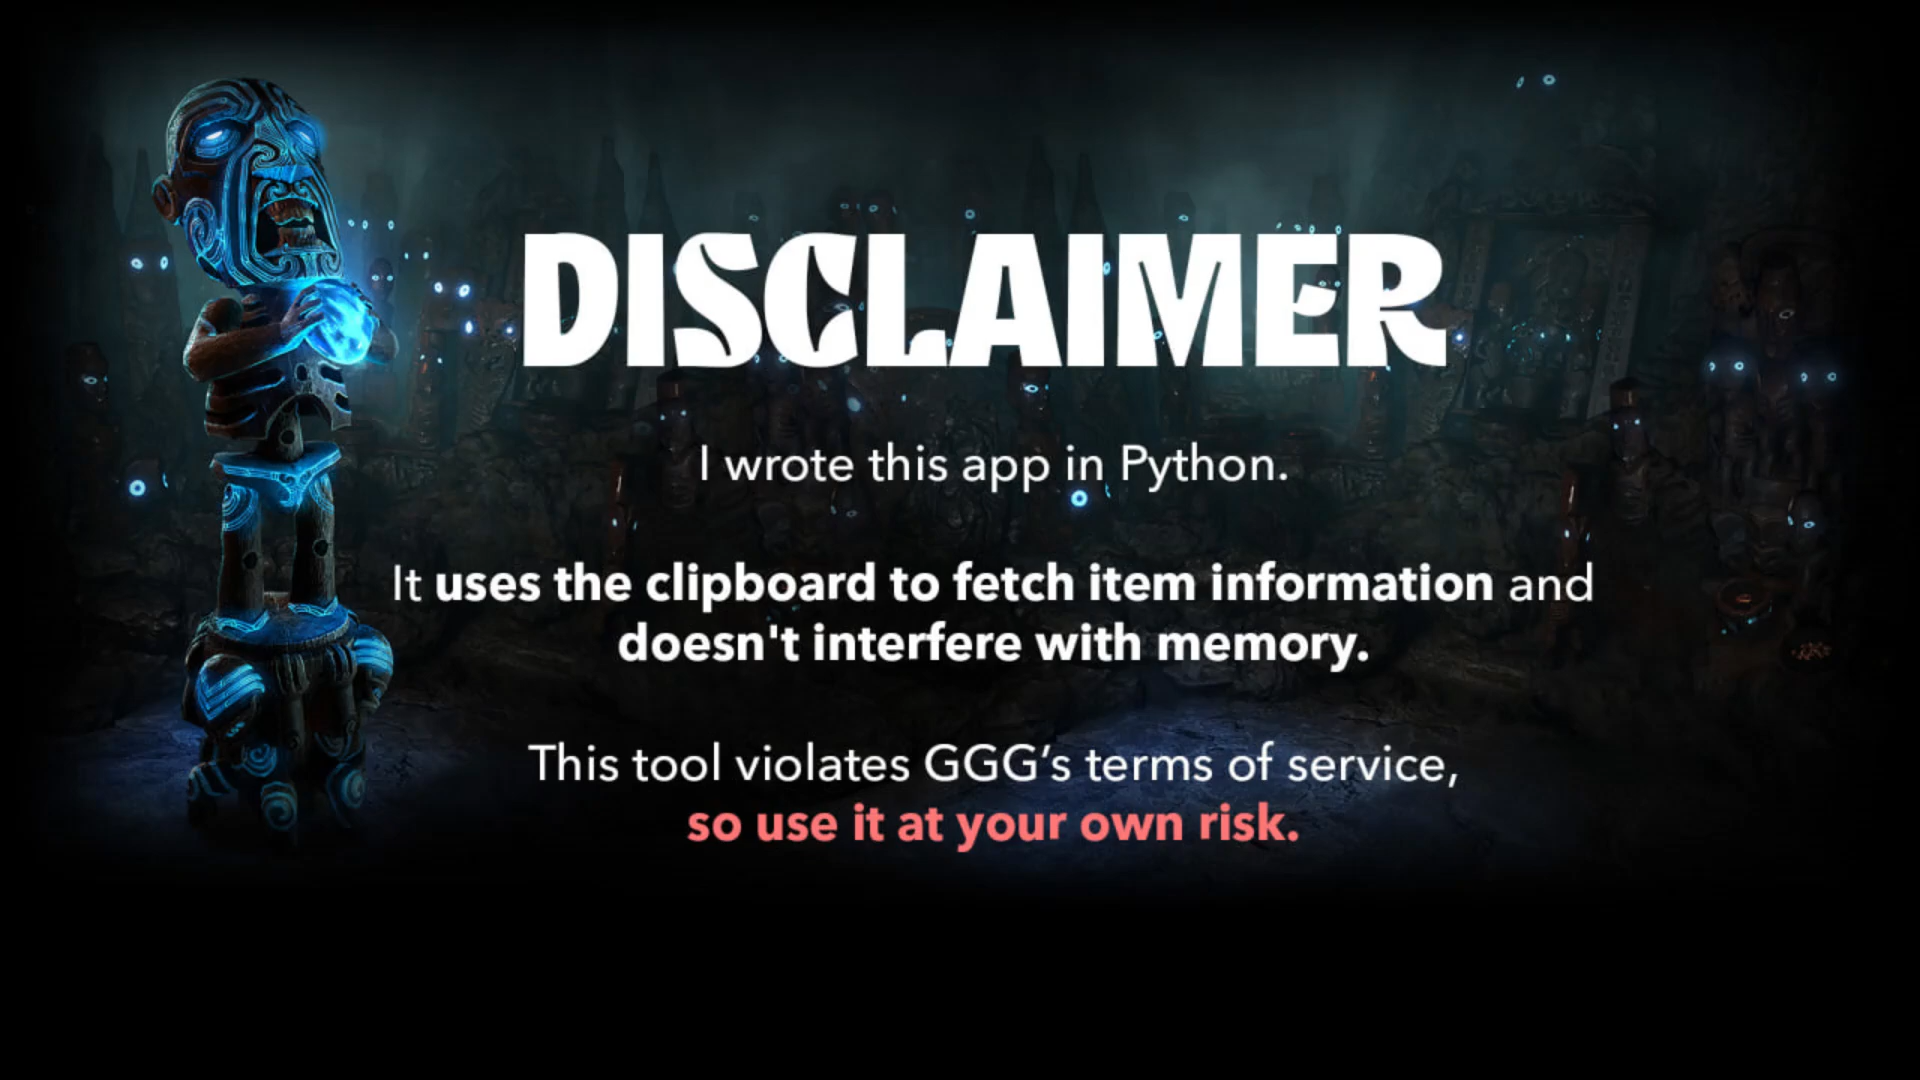 DISCLAIMER
I wrote this app in Python.
It uses the clipboard to fetch item information and
doesn't interfere with memory.
This tool violates GGG’s terms of service,
so use it at your own risk.